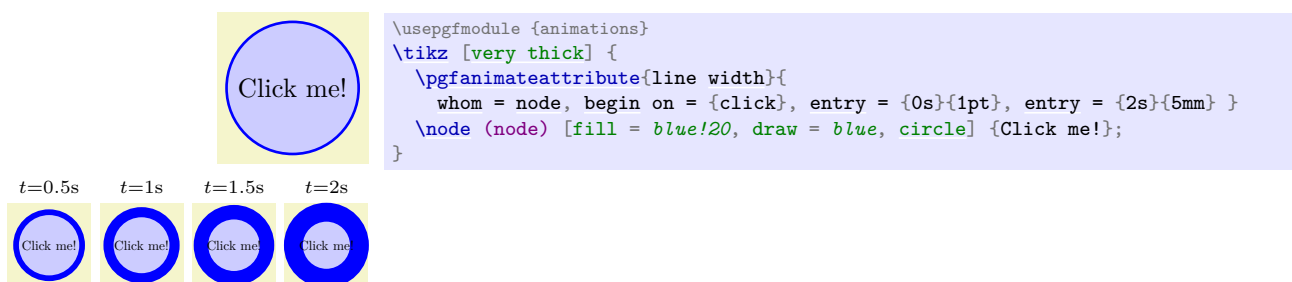 Click me!
\usepgfmodule {animations}
\tikz [very thick] {
  \pgfanimateattribute{line width}{
    whom = node, begin on = {click}, entry = {0s}{1pt}, entry = {2s}{5mm} }
  \node (node) [fill = blue!20, draw = blue, circle] {Click me!};
}
t=0.5s t=1s t=1.5s t=2s
Click me! Click me! Click me! Click me!